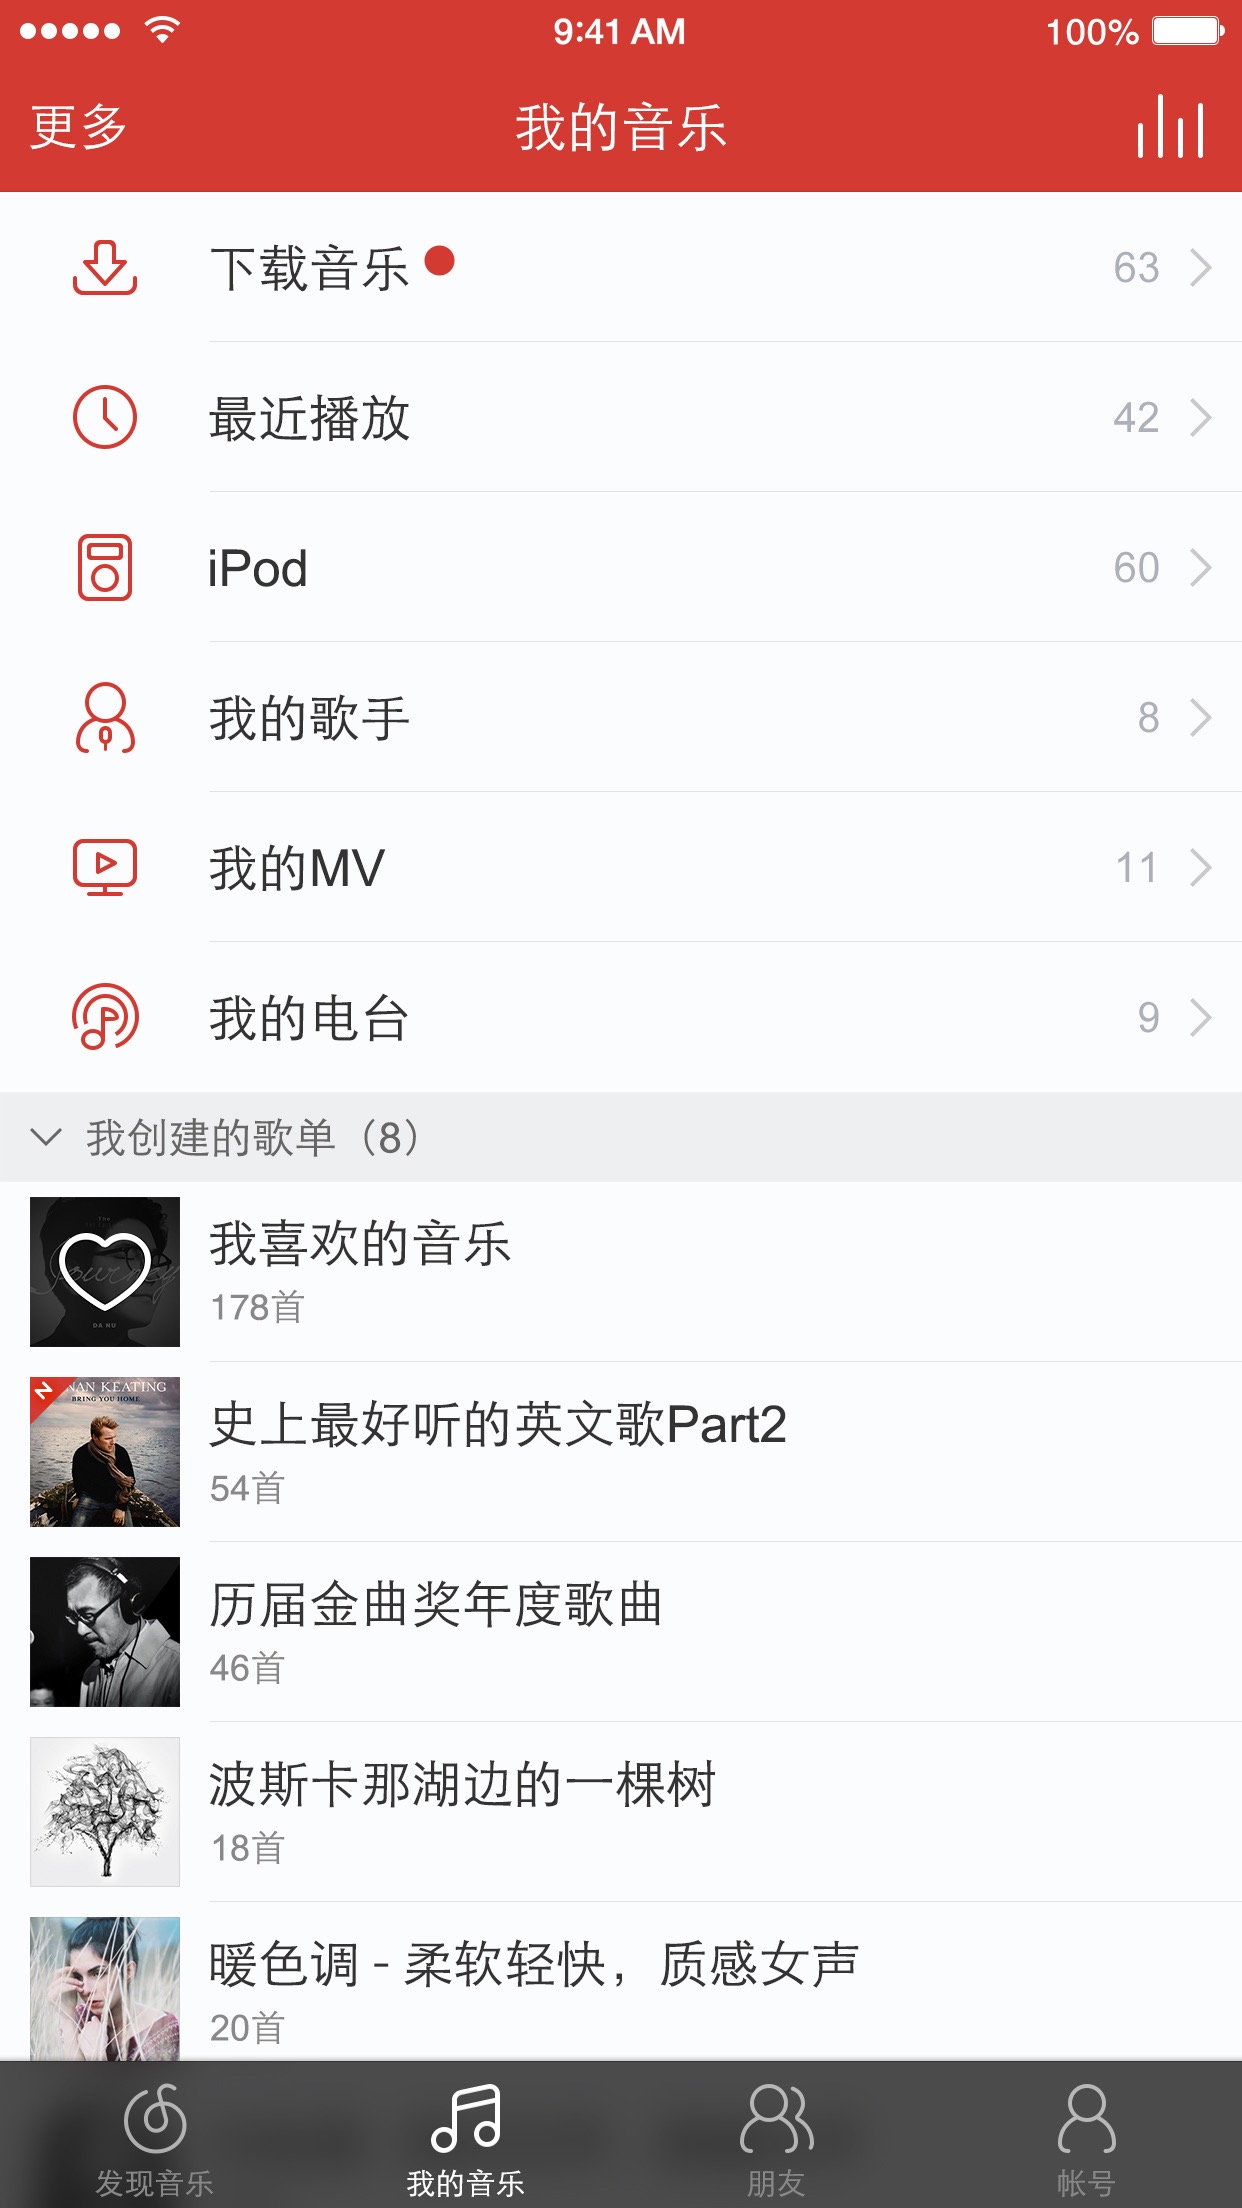 9:41 AM
100%
更多
我的音乐
下载音乐
63
最近播放
42
iPod
60
我的歌手
8
我的MV
11
我的电台
9
我创建的歌单（8）
The
Journey
DA NU
我喜欢的音乐
178首
NAN KEATING
BRING YOU HOME
史上最好听的英文歌Part2
54首
历届金曲奖年度歌曲
46首
波斯卡那湖边的一棵树
18首
暖色调 - 柔软轻快，质感女声
20首
发现音乐
我的音乐
朋友
帐号